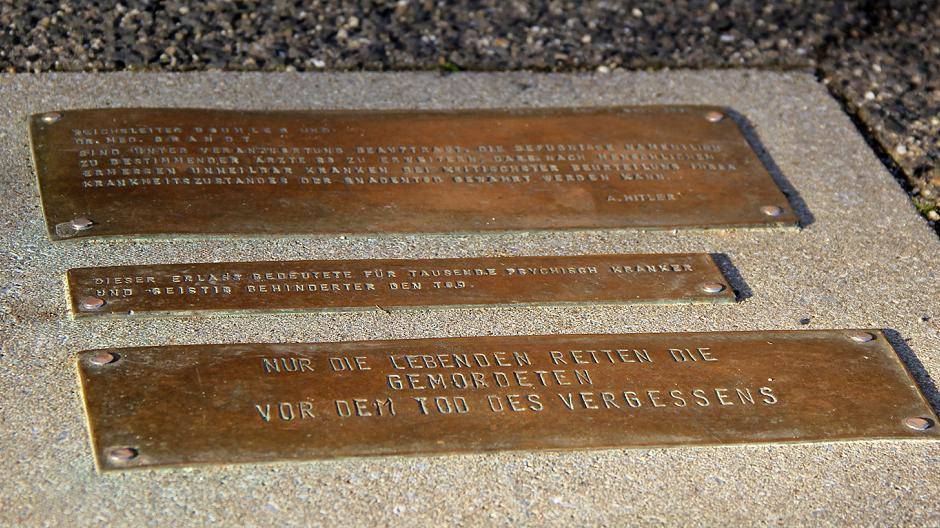 REICHSLEITER BOUHLER UND
DR. MED. BRANDT
SIND UNTER VERANTWORTUNG BEAUFTRAGT, DIE BEFUGNISSE NAMENTLICH
ZU BESTIMMENDER ÄRZTE SO ZU ERWEITERN, DASS NACH MENSCHLICHEM
ERMESSEN UNHEILBAR KRANKEN BEI KRITISCHSTER BEURTEILUNG IHRES
KRANKHEITSZUSTANDES DER GNADENTOD GEWÄHRT WERDEN KANN.
A. HITLER
DIESER ERLASS BEDEUTETE FÜR TAUSENDE PSYCHISCH KRANKER
UND GEISTIG BEHINDERTER DEN TOD.
NUR DIE LEBENDEN RETTEN DIE
GEMORDETEN
VOR DEM TOD DES VERGESSENS